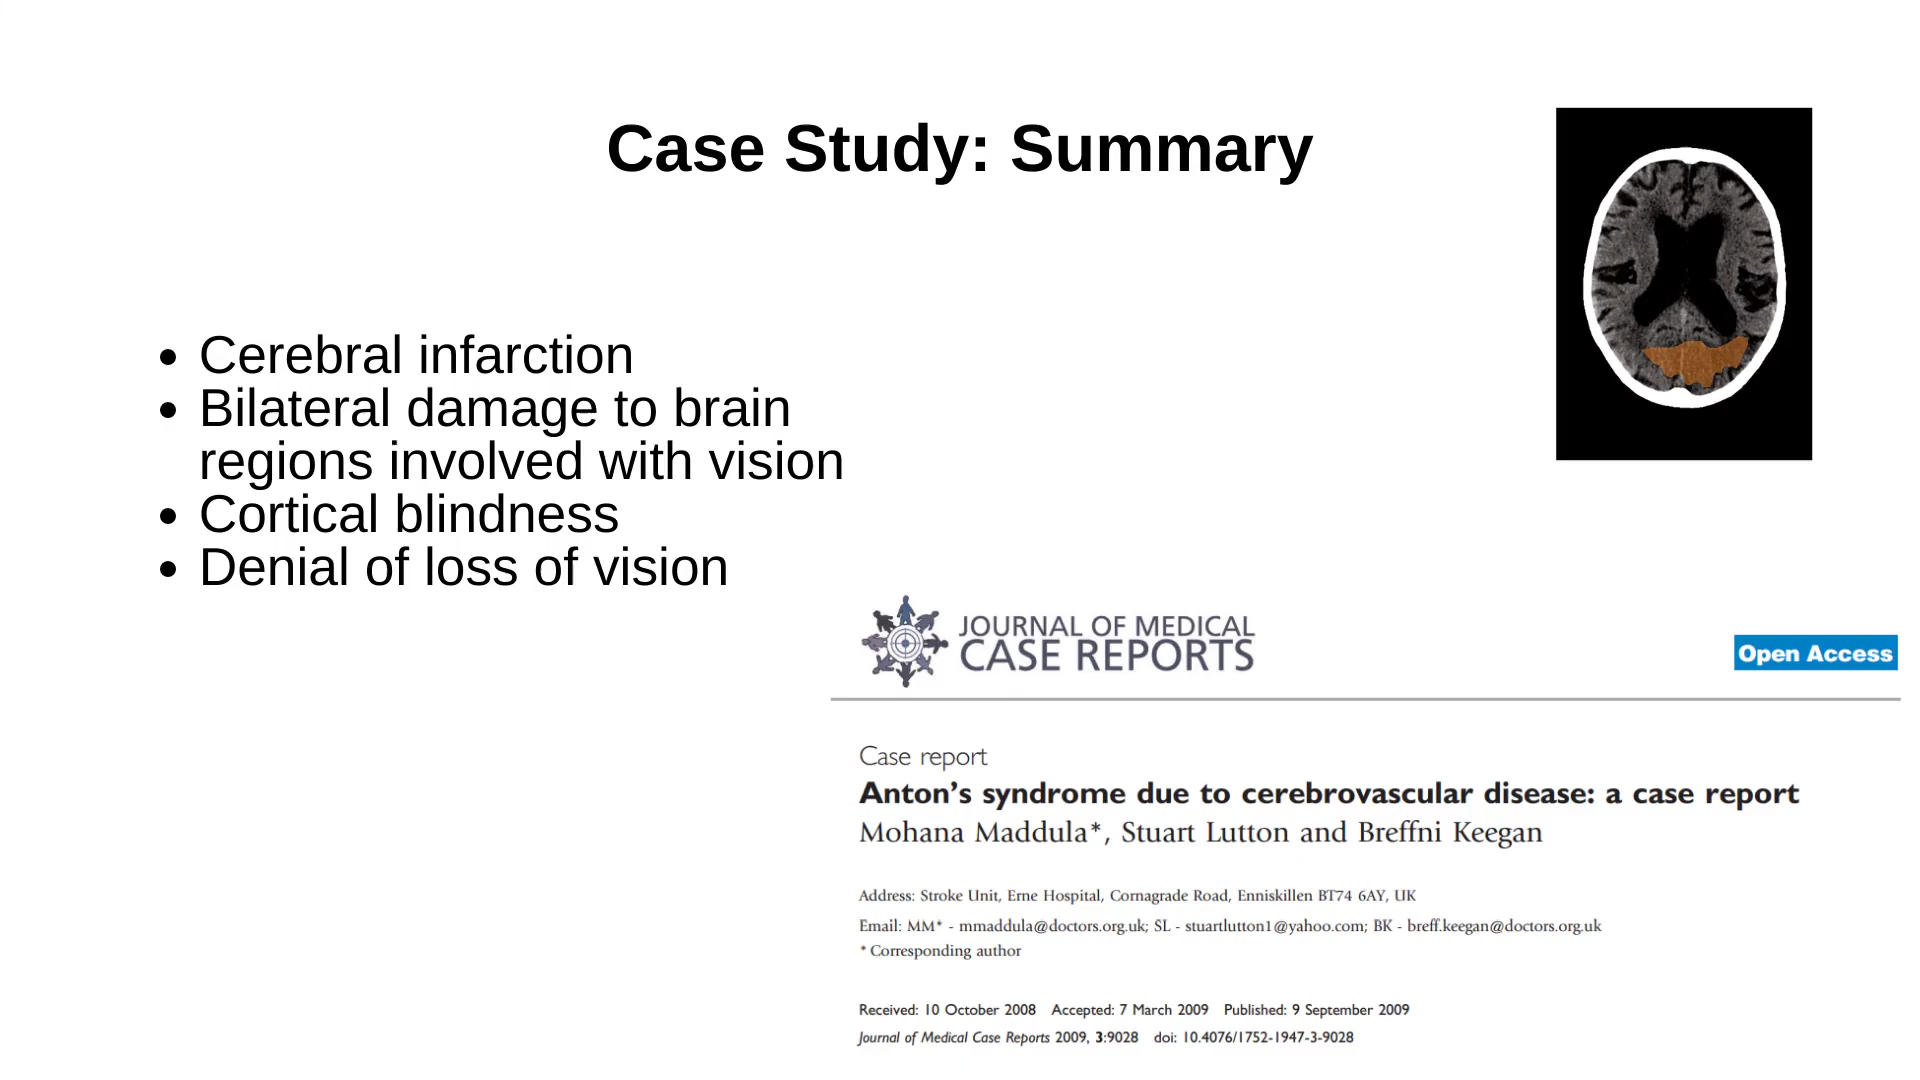 Case Study: Summary
• Cerebral infarction
• Bilateral damage to brain
regions involved with vision
• Cortical blindness
• Denial of loss of vision
JOURNAL OF MEDICAL
CASE REPORTS
Open Access
Case report
Anton’s syndrome due to cerebrovascular disease: a case report
Mohana Maddula*, Stuart Lutton and Breffni Keegan
Address: Stroke Unit, Erne Hospital, Cornagrade Road, Enniskillen BT74 6AY, UK
Email: MM* - mmaddula@doctors.org.uk; SL - stuartlutton1@yahoo.com; BK - breff.keegan@doctors.org.uk
* Corresponding author
Received: 10 October 2008 Accepted: 7 March 2009 Published: 9 September 2009
Journal of Medical Case Reports 2009, 3:9028 doi: 10.4076/1752-1947-3-9028